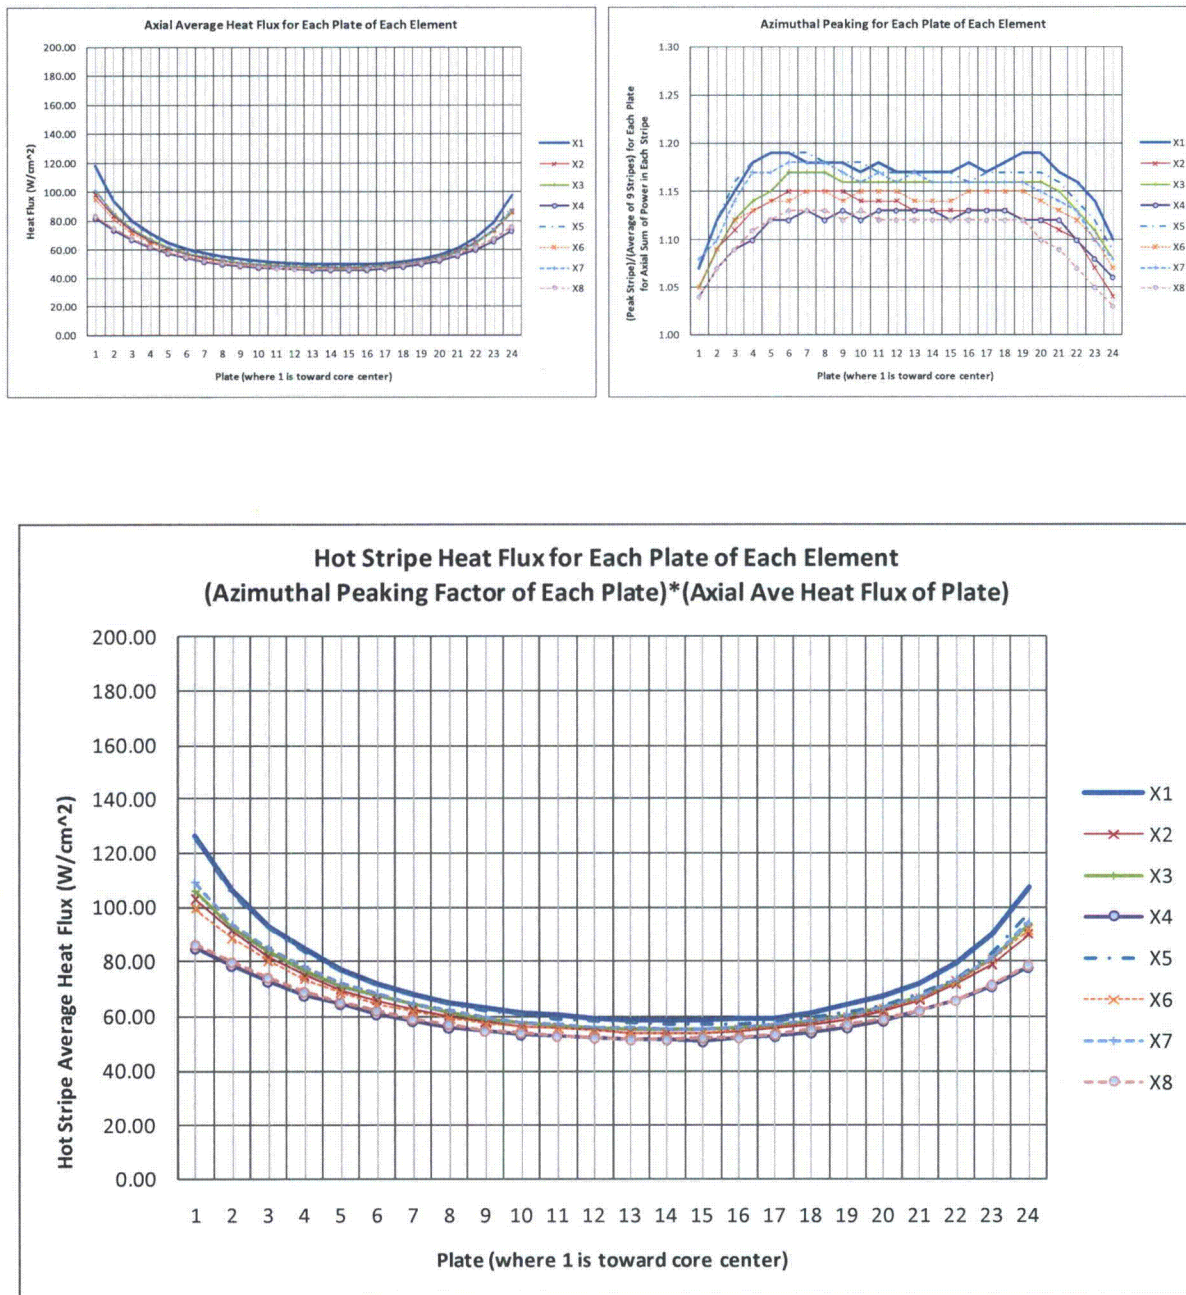 Axial Average Heat Flux for Each Plate of Each Element
200.00
180.00
160.00
140.00
120.00
100.00
80.00
60.00
40.00
20.00
0.00
Heat Flux (W/cm^2)
1 2 3 4 5 6 7 8 9 10 11 12 13 14 15 16 17 18 19 20 21 22 23 24
Plate (where 1 is toward core center)
X1
X2
X3
X4
X5
X6
X7
X8
Azimuthal Peaking for Each Plate of Each Element
1.30
1.25
1.20
1.15
1.10
1.05
1.00
(Peak Stripe)/(Average of 9 Stripes) for Each Plate
for Axial Sum of Power in Each Stripe
1 2 3 4 5 6 7 8 9 10 11 12 13 14 15 16 17 18 19 20 21 22 23 24
Plate (where 1 is toward core center)
X1
X2
X3
X4
X5
X6
X7
X8
Hot Stripe Heat Flux for Each Plate of Each Element
(Azimuthal Peaking Factor of Each Plate)*(Axial Ave Heat Flux of Plate)
200.00
180.00
160.00
140.00
120.00
100.00
80.00
60.00
40.00
20.00
0.00
Hot Stripe Average Heat Flux (W/cm^2)
1 2 3 4 5 6 7 8 9 10 11 12 13 14 15 16 17 18 19 20 21 22 23 24
Plate (where 1 is toward core center)
X1
X2
X3
X4
X5
X6
X7
X8